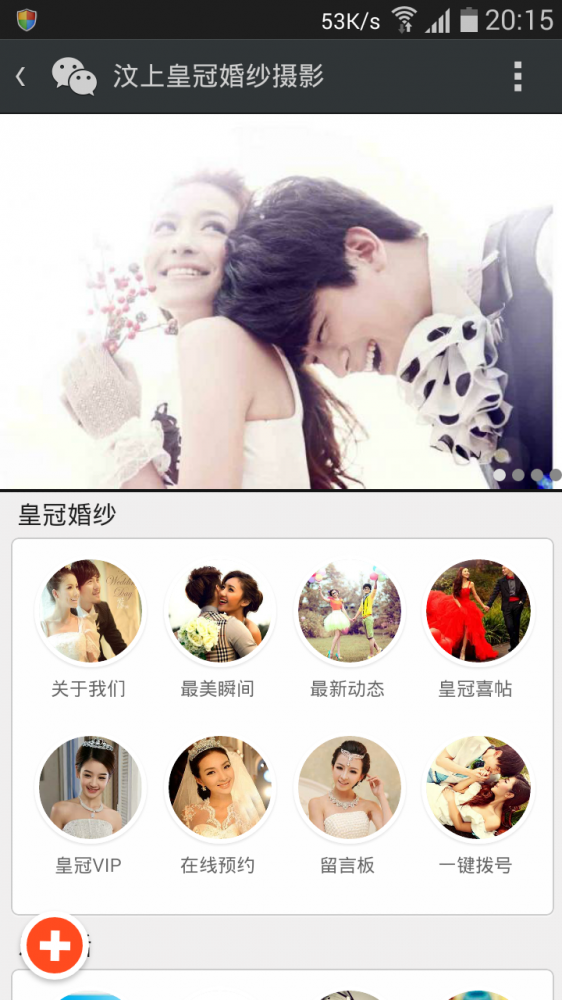 53K/s 20:15
汶上皇冠婚纱摄影
皇冠婚纱
Wedding
Day
关于我们 最美瞬间 最新动态 皇冠喜帖
皇冠VIP 在线预约 留言板 一键拨号